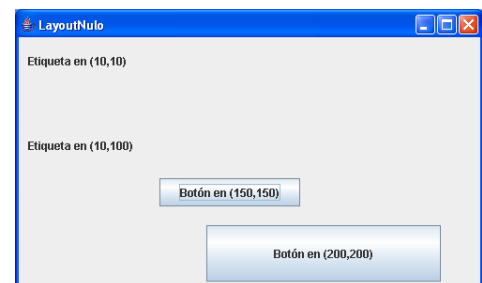 LayoutNulo
Etiqueta en (10,10)
Etiqueta en (10,100)
Botón en (150,150)
Botón en (200,200)